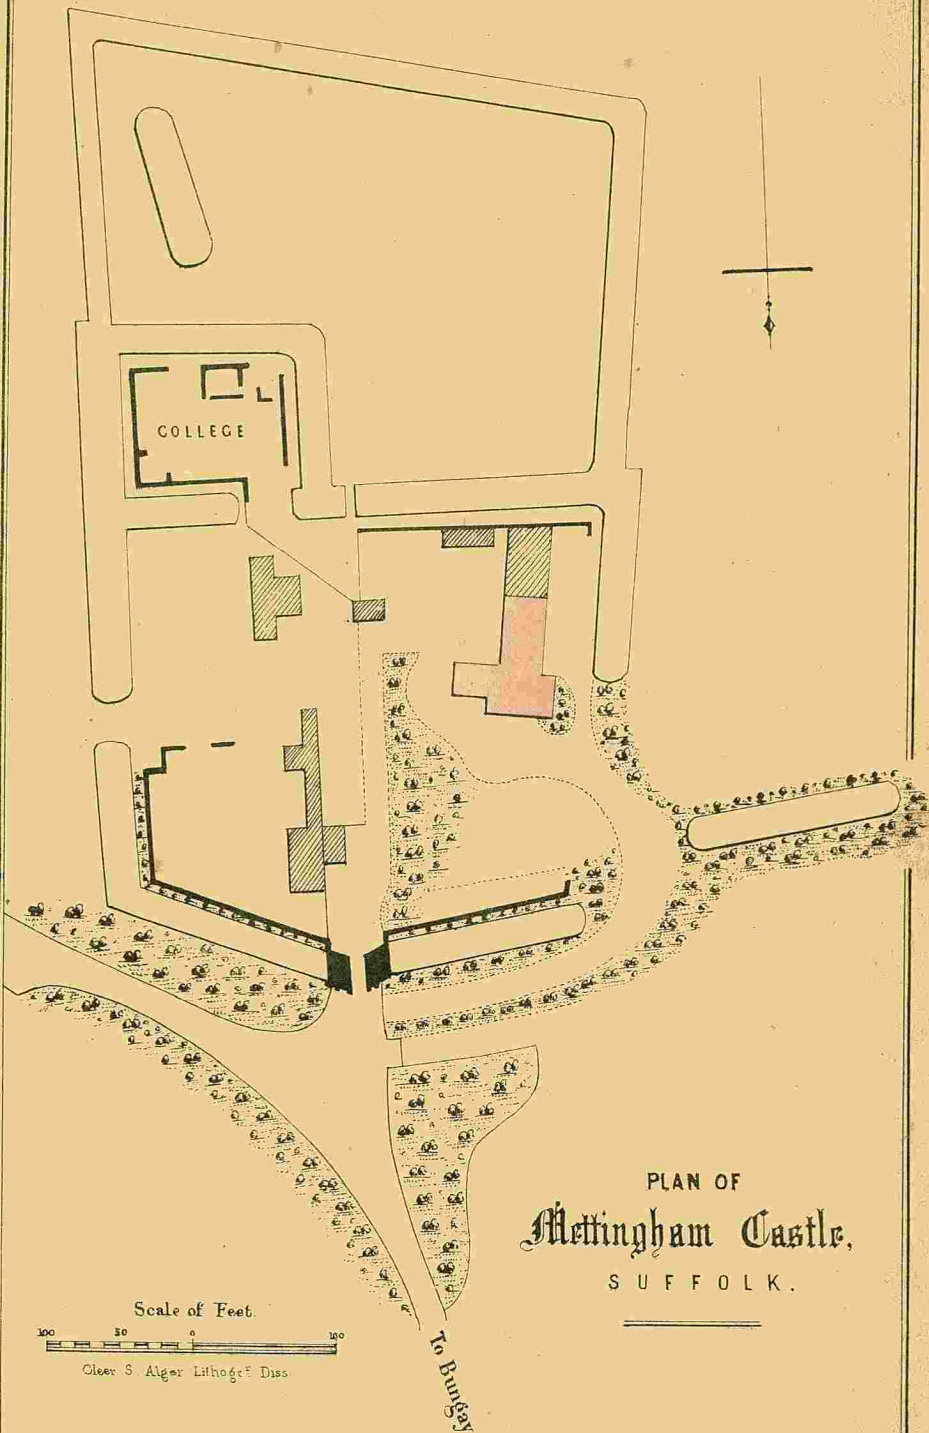 COLLEGE
PLAN OF
Mettingham Castle,
SUFFOLK.
Scale of Feet.
100 50 0 100
Cleer S. Alger Lithogr. Diss
To Bungay